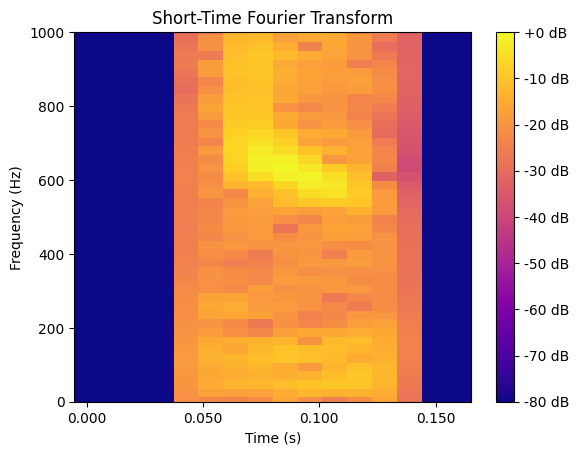 Short-Time Fourier Transform
1000
800
600
400
200
0
Frequency (Hz)
0.000
0.050
0.100
0.150
Time (s)
+0 dB
-10 dB
-20 dB
-30 dB
-40 dB
-50 dB
-60 dB
-70 dB
-80 dB